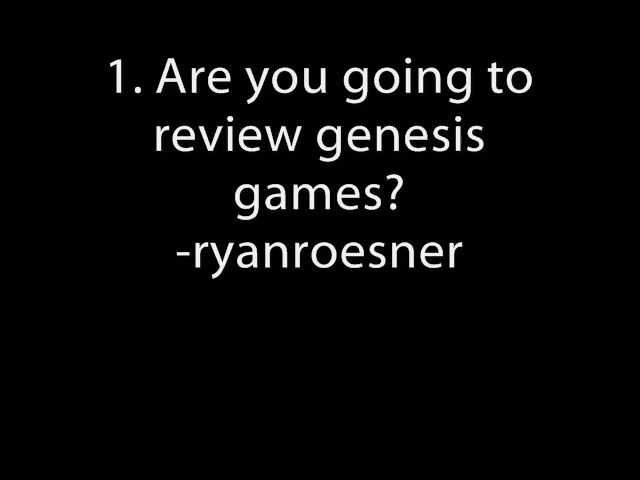 1. Are you going to
review genesis
games?
-ryanroesner